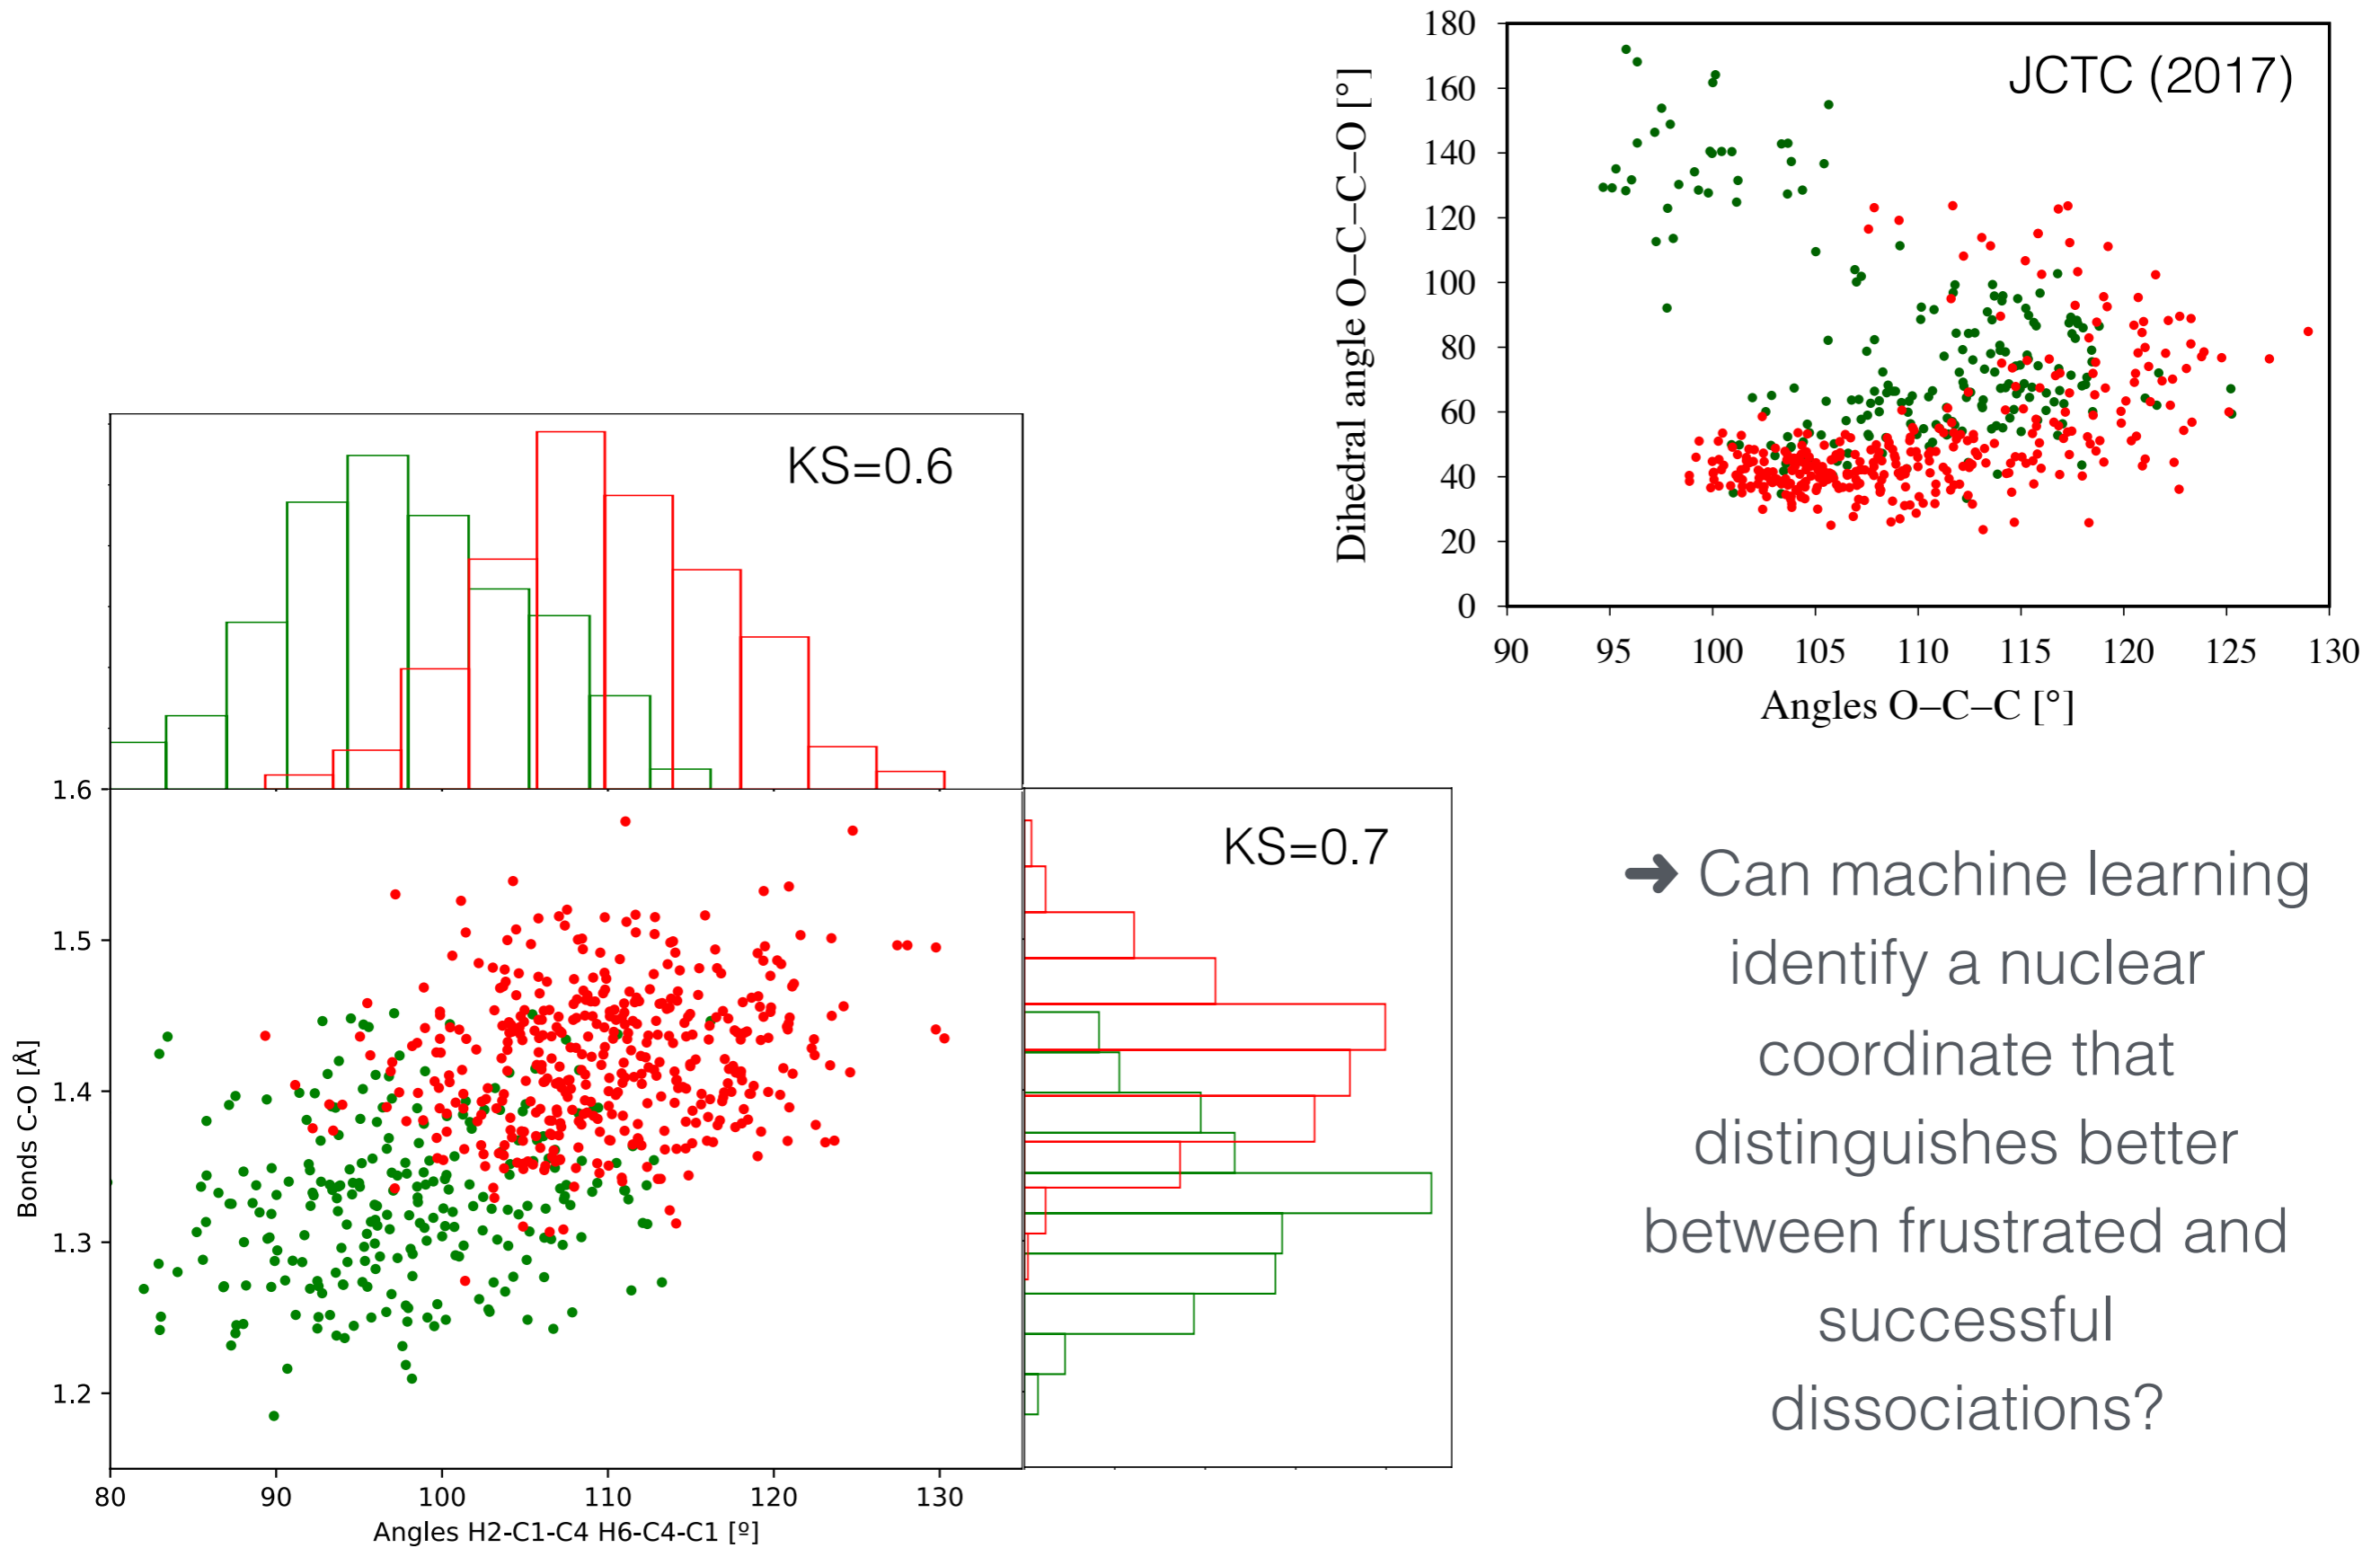 180
160
140
120
100
80
60
40
20
0
Dihedral angle O–C–C–O [°]
JCTC (2017)
90 95 100 105 110 115 120 125 130
Angles O–C–C [°]
KS=0.6
KS=0.7
1.6
1.5
1.4
1.3
1.2
Bonds C-O [Å]
80 90 100 110 120 130
Angles H2-C1-C4 H6-C4-C1 [º]
➜ Can machine learning
identify a nuclear
coordinate that
distinguishes better
between frustrated and
successful
dissociations?